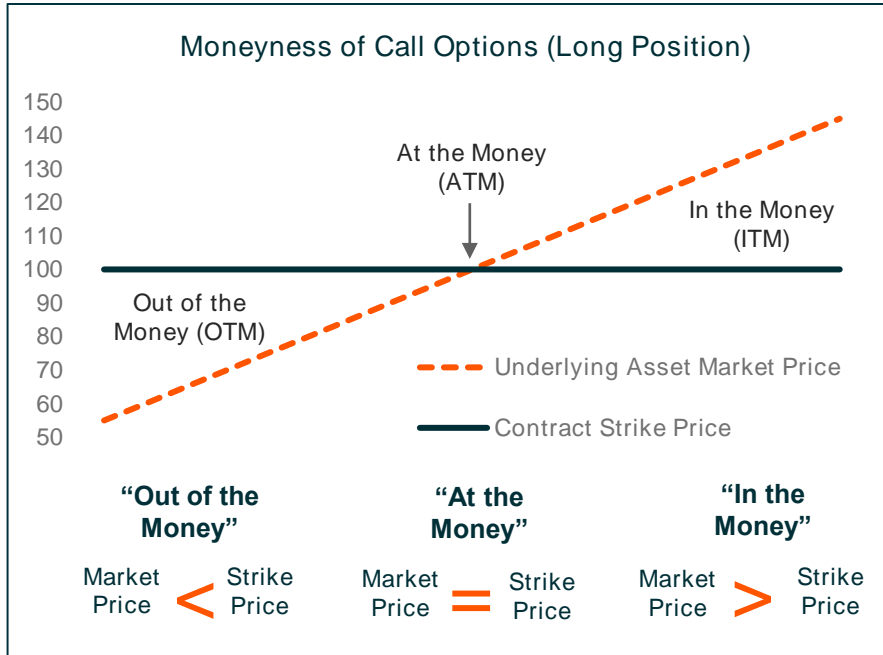 Moneyness of Call Options (Long Position)
150
140
130
120
110
100
90
80
70
60
50
At the Money
(ATM)
In the Money
(ITM)
Out of the
Money (OTM)
Underlying Asset Market Price
Contract Strike Price
“Out of the
Money”
“At the
Money”
“In the
Money”
Market
Price
<
Strike
Price
Market
Price
=
Strike
Price
Market
Price
>
Strike
Price